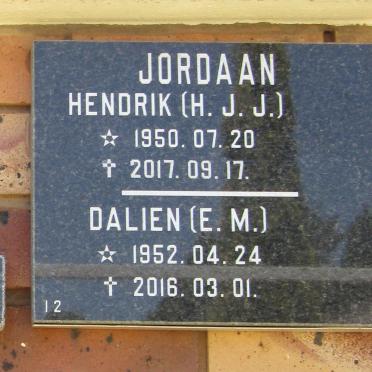 JORDAAN
HENDRIK (H. J. J.)
☆ 1950. 07. 20
✝ 2017. 09. 17.
DALIEN (E. M.)
☆ 1952. 04. 24
✝ 2016. 03. 01.
12